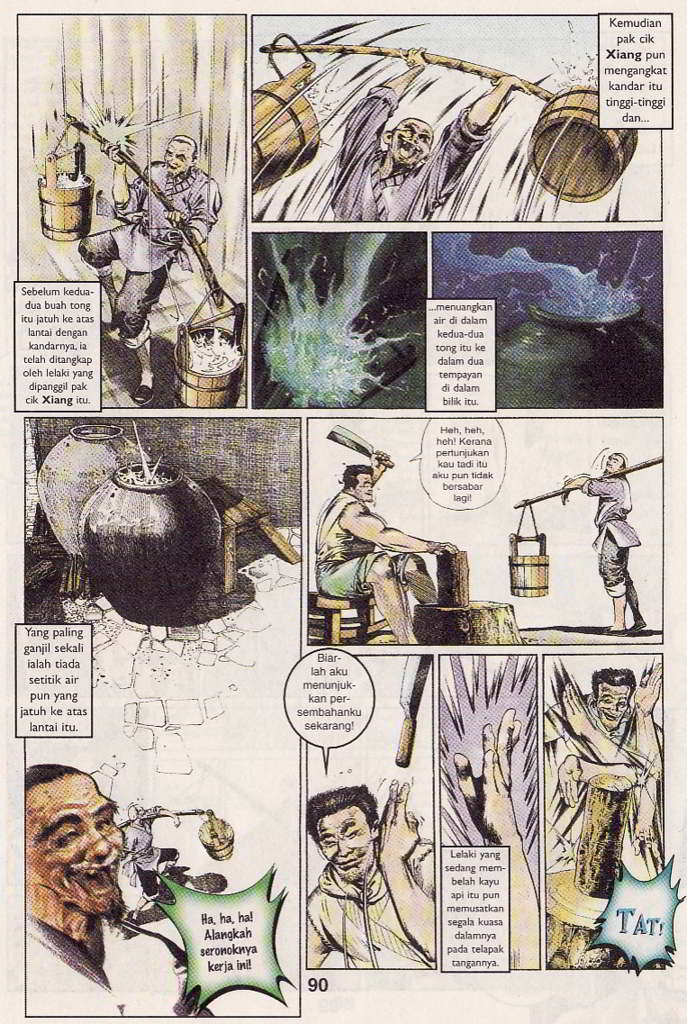 Sebelum kedua-
dua buah tong
itu jatuh ke atas
lantai dengan
kandarnya, ia
telah ditangkap
oleh lelaki yang
dipanggil pak
cik Xiang itu.
Kemudian
pak cik
Xiang pun
mengangkat
kandar itu
tinggi-tinggi
dan...
...menuangkan
air di dalam
kedua-dua
tong itu ke
dalam dua
tempayan
di dalam
bilik itu.
Yang paling
ganjil sekali
ialah tiada
setitik air
pun yang
jatuh ke atas
lantai itu.
Heh, heh,
heh! Kerana
pertunjukan
kau tadi itu
aku pun tidak
bersabar
lagi!
Ha, ha, ha!
Alangkah
seronoknya
kerja ini!
Biar-
lah aku
menunjuk-
kan per-
sembahanku
sekarang!
Lelaki yang
sedang mem-
belah kayu
api itu pun
memusatkan
segala kuasa
dalamnya
pada telapak
tangannya.
TAT!
90